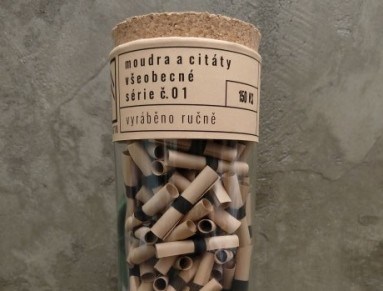 moudra a citáty
všeobecné
série č.01
150 KS
vyráběno ručně